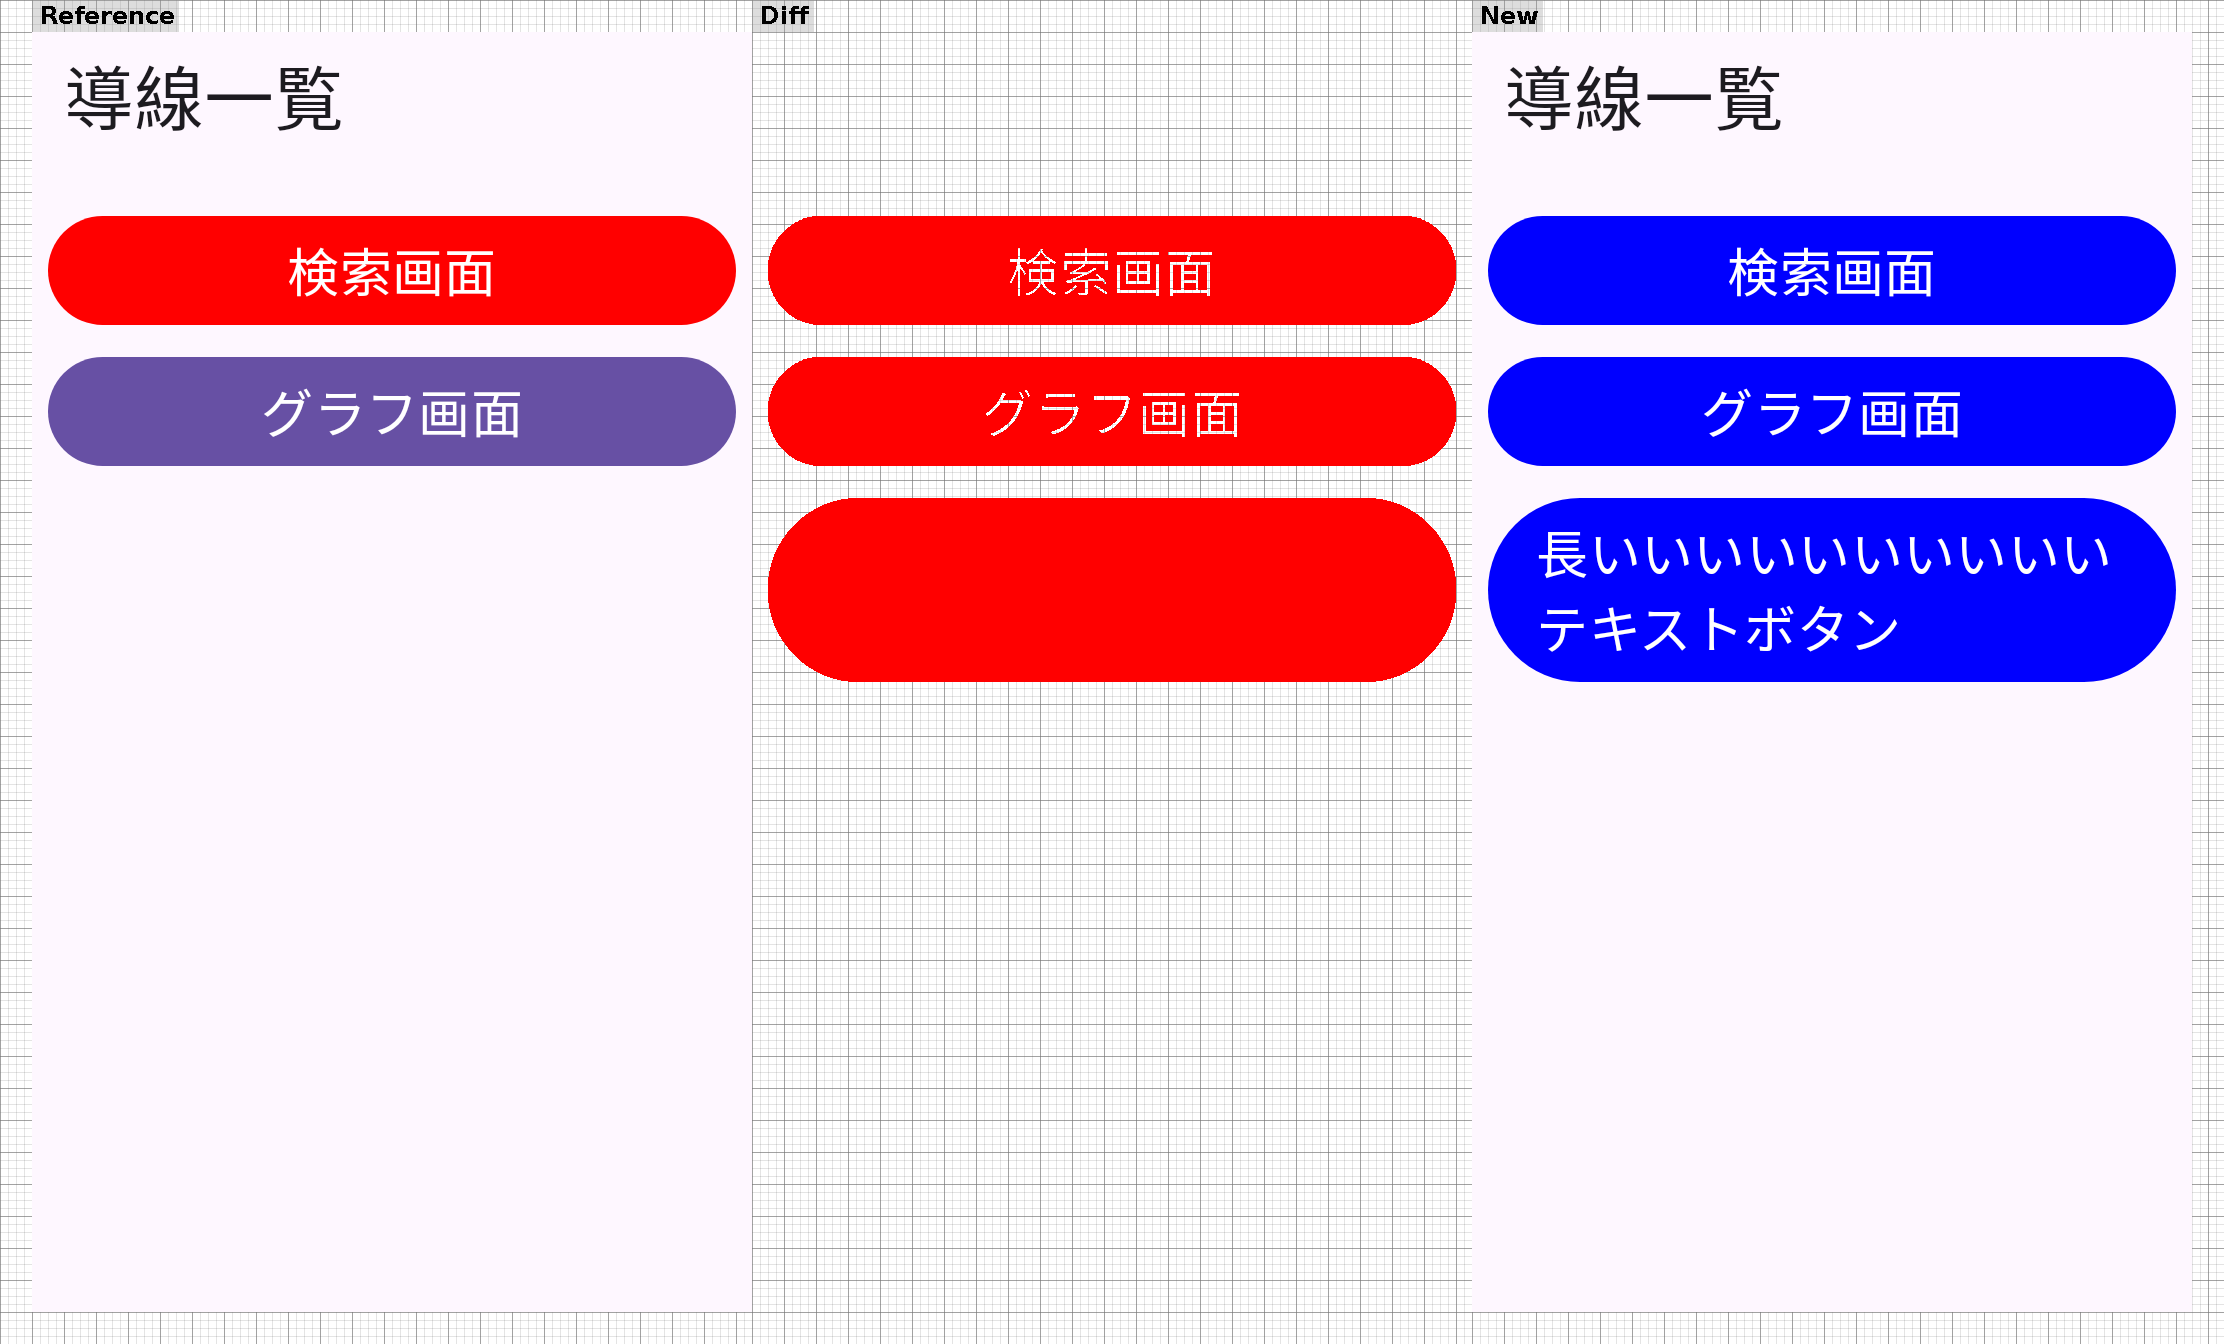 Reference
導線一覧
検索画面
グラフ画面
Diff
検索画面
グラフ画面
New
導線一覧
検索画面
グラフ画面
長いいいいいいいいいい
テキストボタン